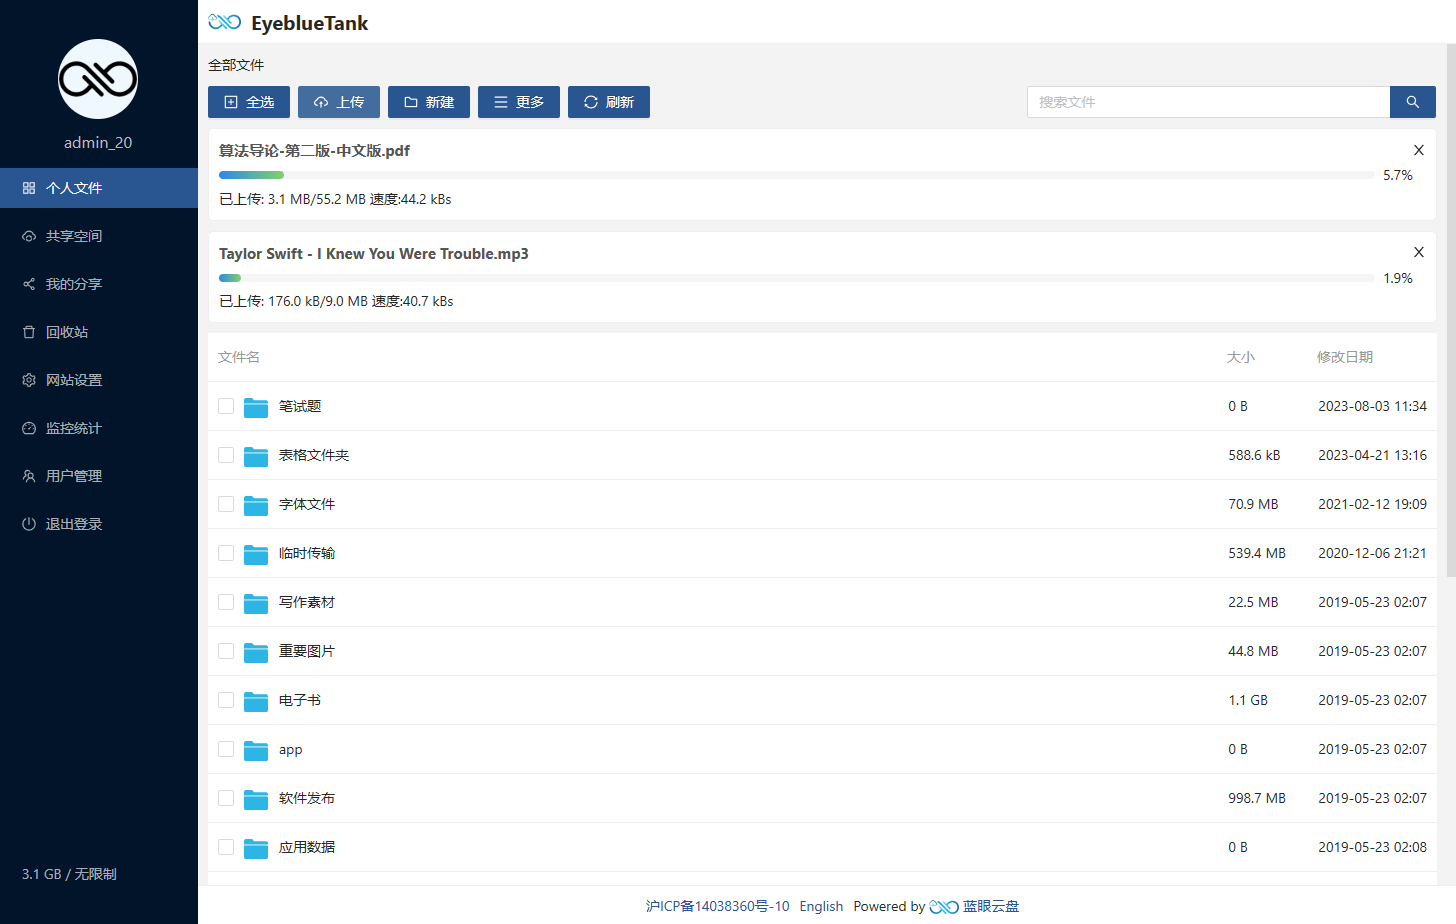 EyeblueTank
admin_20
个人文件
共享空间
我的分享
回收站
网站设置
监控统计
用户管理
退出登录
3.1 GB / 无限制
全部文件
全选 上传 新建 更多 刷新 搜索文件
算法导论-第二版-中文版.pdf
5.7%
已上传: 3.1 MB/55.2 MB 速度:44.2 kBs
Taylor Swift - I Knew You Were Trouble.mp3
1.9%
已上传: 176.0 kB/9.0 MB 速度:40.7 kBs
文件名 大小 修改日期
笔试题 0 B 2023-08-03 11:34
表格文件夹 588.6 kB 2023-04-21 13:16
字体文件 70.9 MB 2021-02-12 19:09
临时传输 539.4 MB 2020-12-06 21:21
写作素材 22.5 MB 2019-05-23 02:07
重要图片 44.8 MB 2019-05-23 02:07
电子书 1.1 GB 2019-05-23 02:07
app 0 B 2019-05-23 02:07
软件发布 998.7 MB 2019-05-23 02:07
应用数据 0 B 2019-05-23 02:08
沪ICP备14038360号-10 English Powered by 蓝眼云盘